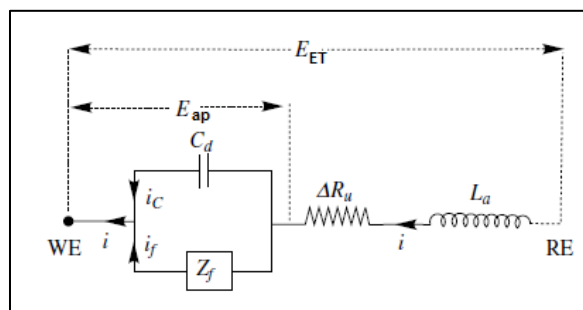 E_ET
E_ap
C_d
i_C
ΔR_u
L_a
WE
i
i_f
i
RE
Z_f